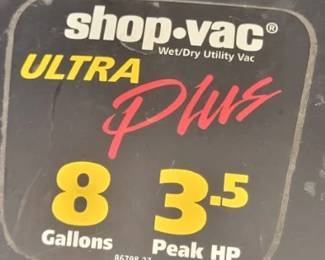 shop·vac®
Wet/Dry Utility Vac
ULTRA
Plus
8 3.5
Gallons Peak HP